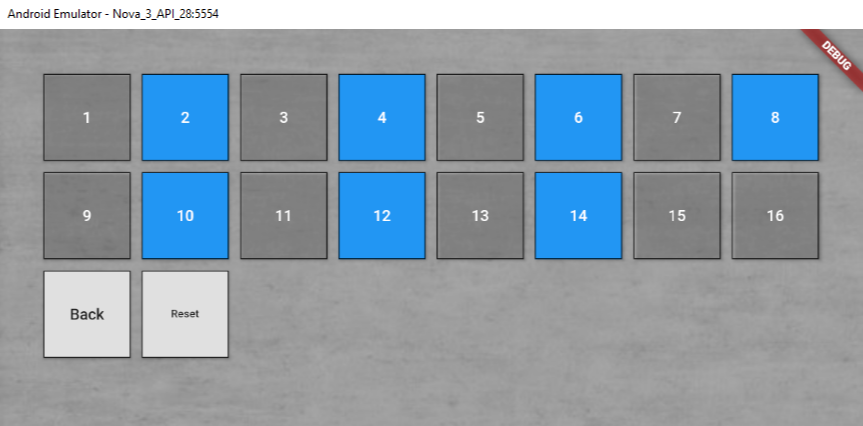 Android Emulator - Nova_3_API_28:5554
DEBUG
1 2 3 4 5 6 7 8
9 10 11 12 13 14 15 16
Back Reset